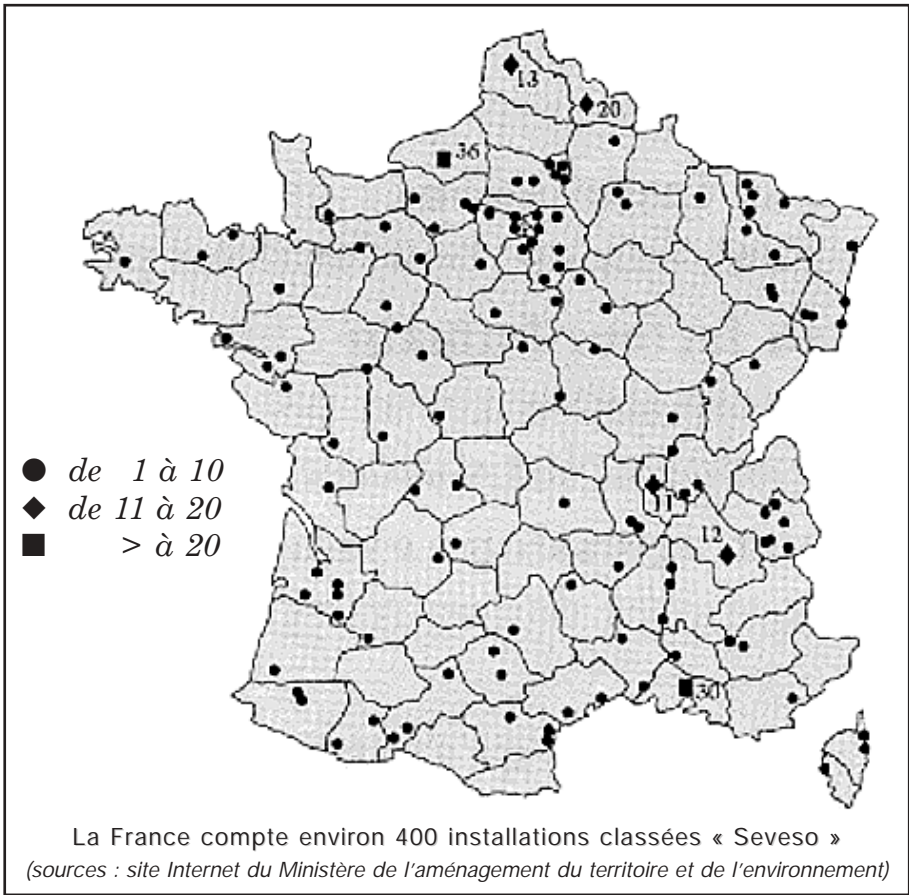 13
20
36
de 1 à 10
de 11 à 20
> à 20
11
12
30
La France compte environ 400 installations classées « Seveso »
(sources : site Internet du Ministère de l'aménagement du territoire et de l'environnement)